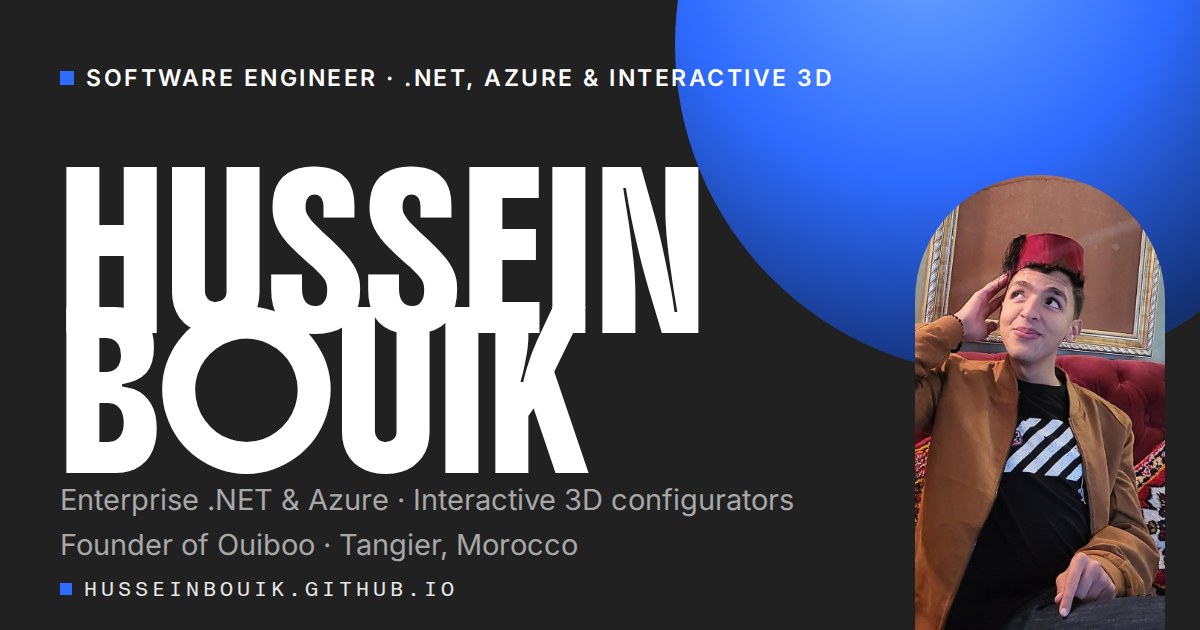 SOFTWARE ENGINEER · .NET, AZURE & INTERACTIVE 3D
HUSSEIN
BOUIK
Enterprise .NET & Azure · Interactive 3D configurators
Founder of Ouiboo · Tangier, Morocco
HUSSEINBOUIK.GITHUB.IO